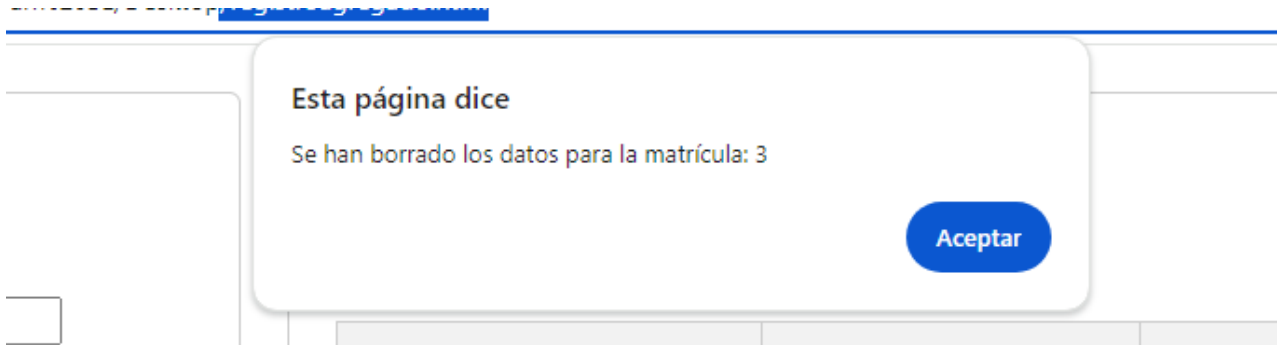 Esta página dice
Se han borrado los datos para la matrícula: 3
Aceptar